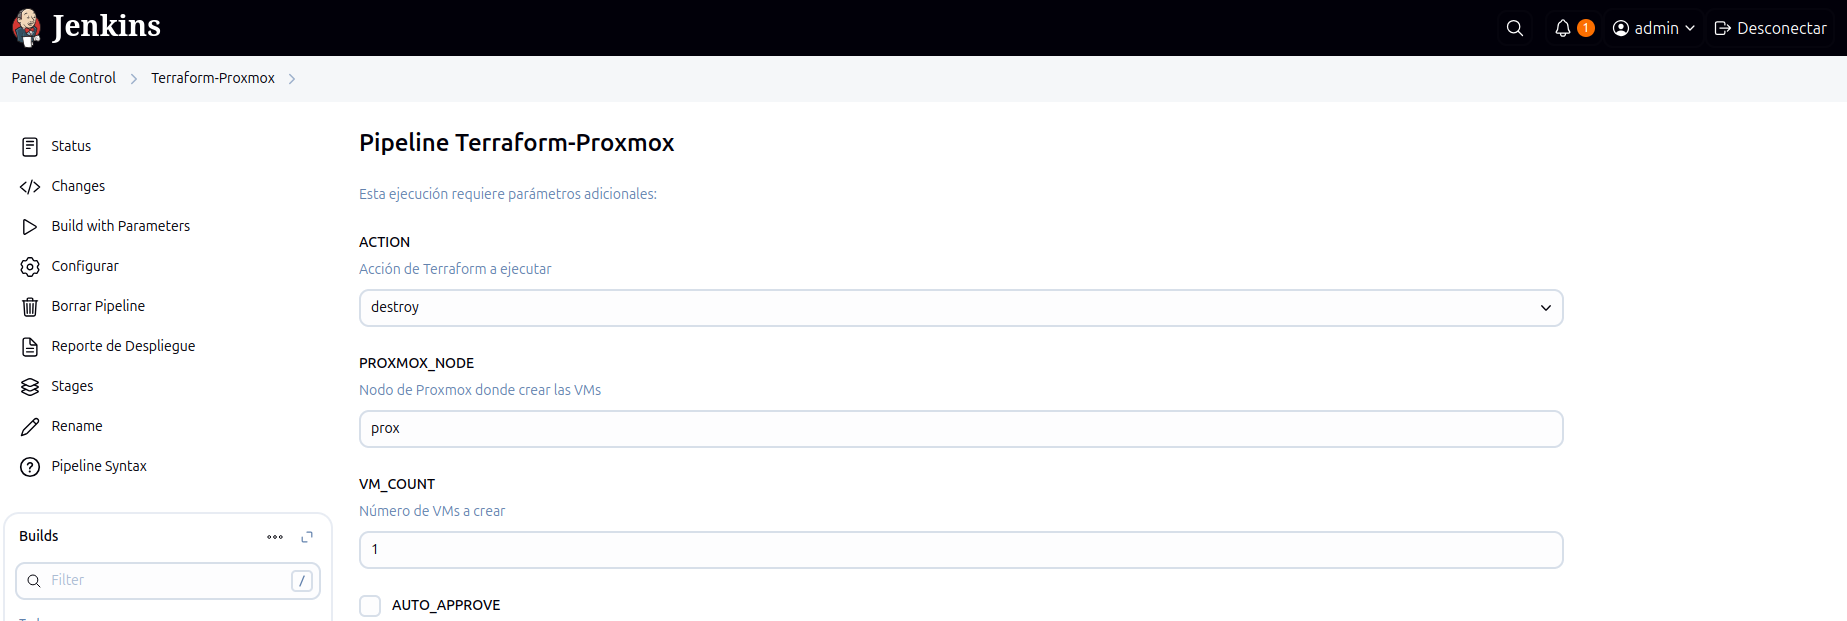 Jenkins
1
admin
Desconectar
Panel de Control
Terraform-Proxmox
Status
Changes
Build with Parameters
Configurar
Borrar Pipeline
Reporte de Despliegue
Stages
Rename
Pipeline Syntax
Builds
Filter
/
Pipeline Terraform-Proxmox
Esta ejecución requiere parámetros adicionales:
ACTION
Acción de Terraform a ejecutar
destroy
PROXMOX_NODE
Nodo de Proxmox donde crear las VMs
prox
VM_COUNT
Número de VMs a crear
1
AUTO_APPROVE